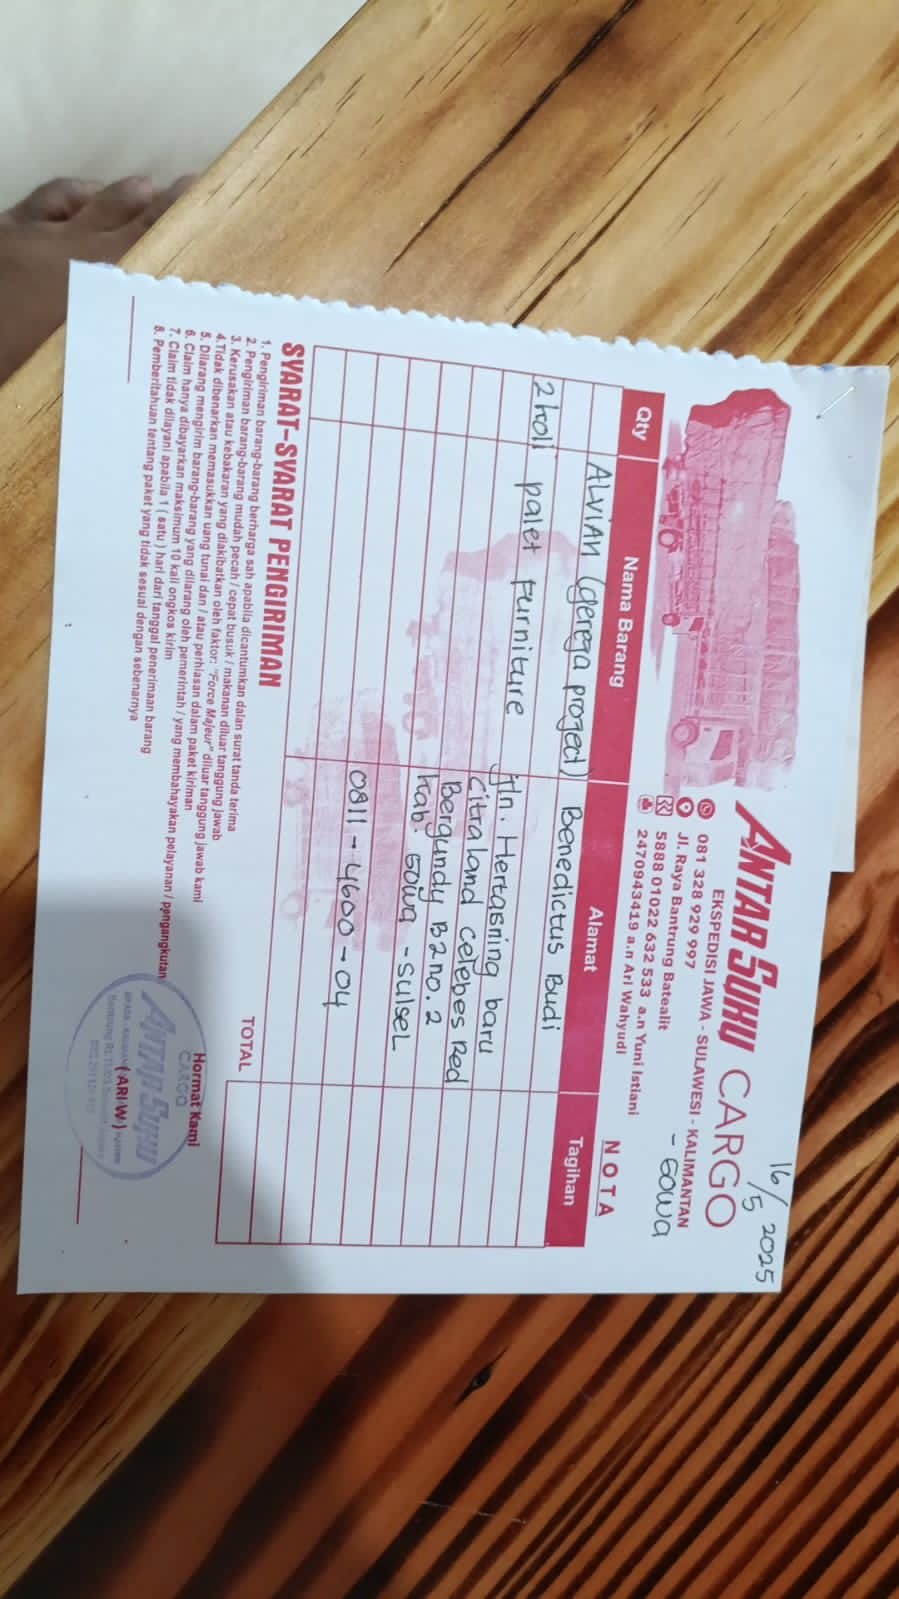 16/5 2025
ANTAR SUHU CARGO
EKSPEDISI JAWA - SULAWESI - KALIMANTAN
- GOWA
081 328 929 997
Jl. Raya Bantrung Batealit
5888 01022 632 533 a.n Yuni Istiani
2470943419 a.n Ari Wahyudi
NOTA
Qty Nama Barang Alamat Tagihan
ALVIAN (gerega project) Benedictus Budi
2 koli palet Furniture jln. Hertasning baru
Citraland Celebes Red
Bergundy B2 no. 2
Kab. Gowa - SulSeL
0811 - 4600 - 04
TOTAL
SYARAT-SYARAT PENGIRIMAN
1. Pengiriman barang-barang berharga sah apabila dicantumkan dalan surat tanda terima
2. Pengiriman barang-barang mudah pecah / cepat busuk / makanan diluar tanggung jawab
3. Kerusakan atau kebakaran yang diakibatkan oleh faktor: "Force Majeur" diluar tanggung jawab kami
4. Tidak dibenarkan memasukkan uang tunai dan / atau perhiasan dalam paket kiriman
5. Dilarang mengirim barang-barang yang dilarang oleh pemerintah / yang membahayakan pelayanan / pengangkutan
6. Claim hanya dibayarkan maksimum 10 kali ongkos kirim
7. Claim tidak dilayani apabila 1 ( satu ) hari dari tanggal penerimaan barang
8. Pemberitahuan tentang paket yang tidak sesuai dengan sebenarnya
Hormat Kami
ANTAR SUHU
CARGO
( ARI W )